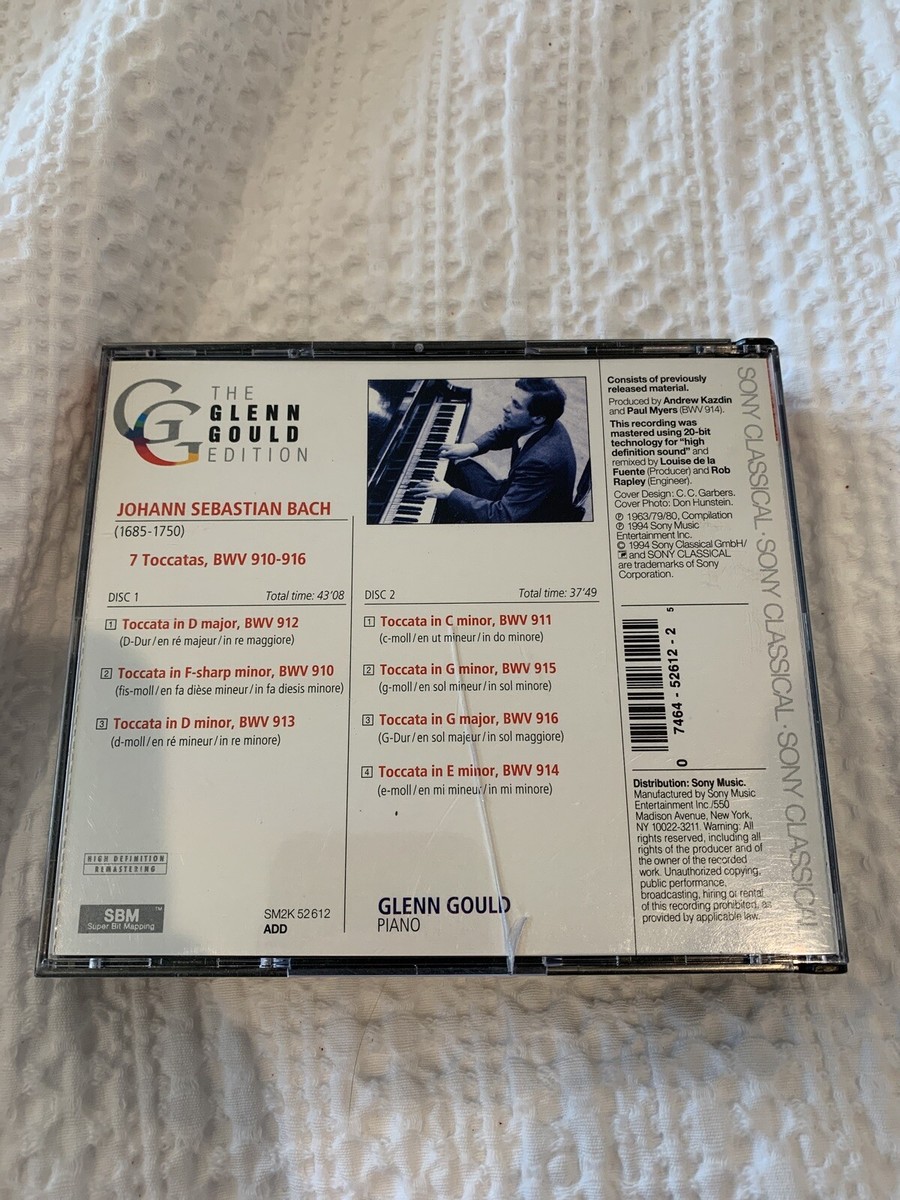 THE
GLENN
GOULD
EDITION
JOHANN SEBASTIAN BACH
(1685-1750)
7 Toccatas, BWV 910-916
DISC 1 Total time: 43'08
1 Toccata in D major, BWV 912
(D-Dur/en ré majeur/in re maggiore)
2 Toccata in F-sharp minor, BWV 910
(fis-moll/en fa dièse mineur/in fa diesis minore)
3 Toccata in D minor, BWV 913
(d-moll/en ré mineur/in re minore)
HIGH DEFINITION
REMASTERING
SBM™
Super Bit Mapping
SM2K 52612
ADD
DISC 2 Total time: 37'49
1 Toccata in C minor, BWV 911
(c-moll/en ut mineur/in do minore)
2 Toccata in G minor, BWV 915
(g-moll/en sol mineur/in sol minore)
3 Toccata in G major, BWV 916
(G-Dur/en sol majeur/in sol maggiore)
4 Toccata in E minor, BWV 914
(e-moll/en mi mineur/in mi minore)
GLENN GOULD
PIANO
Consists of previously
released material.
Produced by Andrew Kazdin
and Paul Myers (BWV 914).
This recording was
mastered using 20-bit
technology for "high
definition sound" and
remixed by Louise de la
Fuente (Producer) and Rob
Rapley (Engineer).
Cover Design: C. C. Garbers.
Cover Photo: Don Hunstein.
℗ 1963/79/80, Compilation
℗ 1994 Sony Music
Entertainment Inc.
© 1994 Sony Classical GmbH/
and SONY CLASSICAL
are trademarks of Sony
Corporation.
0 7464-52612-2 5
Distribution: Sony Music.
Manufactured by Sony Music
Entertainment Inc./550
Madison Avenue, New York,
NY 10022-3211. Warning: All
rights reserved, including all
rights of the producer and of
the owner of the recorded
work. Unauthorized copying,
public performance,
broadcasting, hiring or rental
of this recording prohibited, as
provided by applicable law.
SONY CLASSICAL · SONY CLASSICAL · SONY CLASSICAL